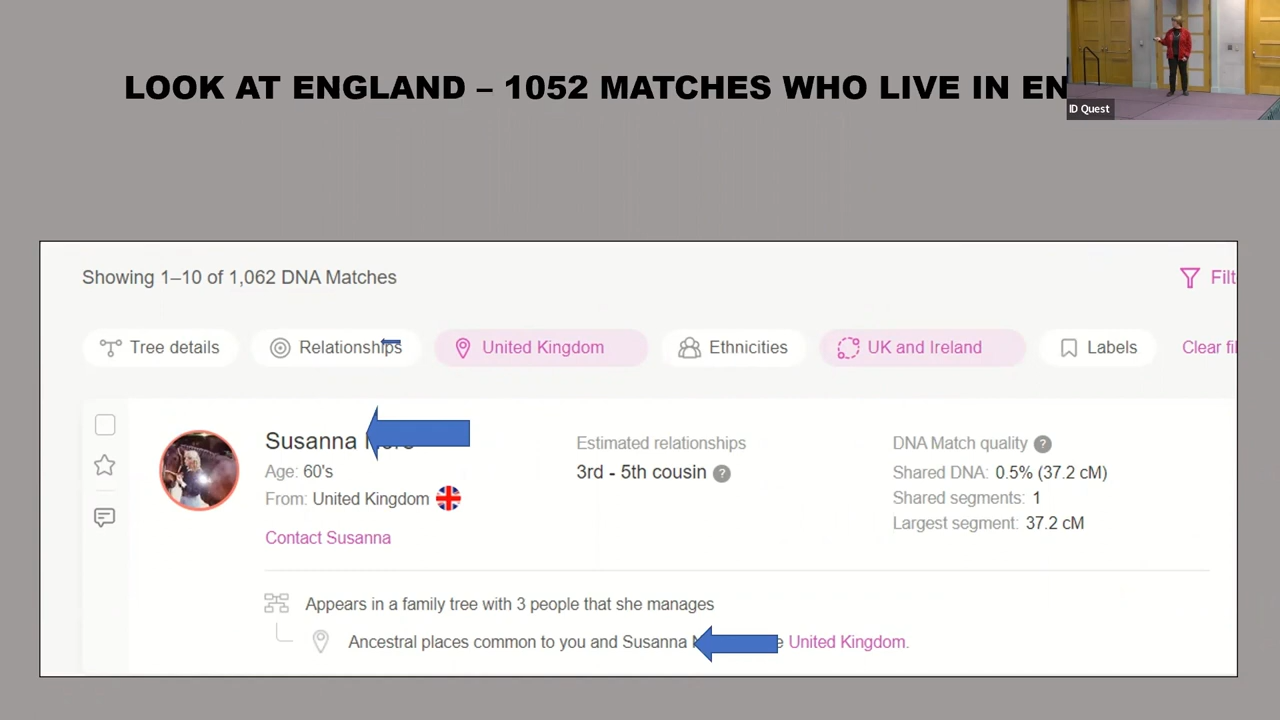 LOOK AT ENGLAND – 1052 MATCHES WHO LIVE IN EN
ID Quest
Showing 1–10 of 1,062 DNA Matches
Filt
Tree details
Relationships
United Kingdom
Ethnicities
UK and Ireland
Labels
Clear fil
Susanna
Age: 60's
From: United Kingdom
Contact Susanna
Estimated relationships
3rd - 5th cousin ?
DNA Match quality ?
Shared DNA: 0.5% (37.2 cM)
Shared segments: 1
Largest segment: 37.2 cM
Appears in a family tree with 3 people that she manages
Ancestral places common to you and Susanna United Kingdom.